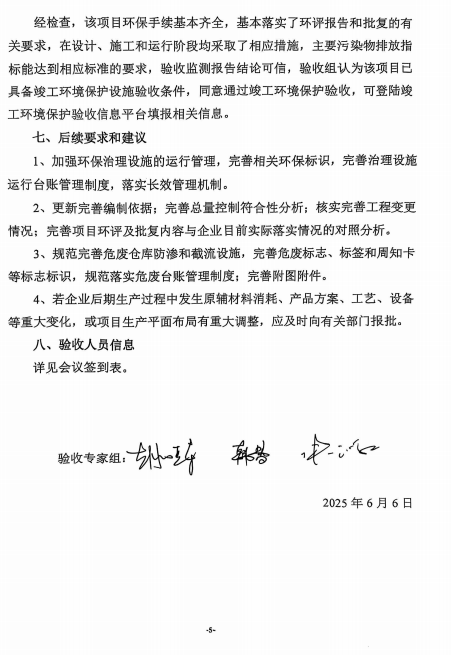 经检查，该项目环保手续基本齐全，基本落实了环评报告和批复的有
关要求，在设计、施工和运行阶段均采取了相应措施，主要污染物排放指
标能达到相应标准的要求，验收监测报告结论可信，验收组认为该项目已
具备竣工环境保护设施验收条件，同意通过竣工环境保护验收，可登陆竣
工环境保护验收信息平台填报相关信息。
七、后续要求和建议
1、加强环保治理设施的运行管理，完善相关环保标识，完善治理设施
运行台账管理制度，落实长效管理机制。
2、更新完善编制依据；完善总量控制符合性分析；核实完善工程变更
情况；完善项目环评及批复内容与企业目前实际落实情况的对照分析。
3、规范完善危废仓库防渗和截流设施，完善危废标志、标签和周知卡
等标志标识，规范落实危废台账管理制度；完善附图附件。
4、若企业后期生产过程中发生原辅材料消耗、产品方案、工艺、设备
等重大变化，或项目生产平面布局有重大调整，应及时向有关部门报批。
八、验收人员信息
详见会议签到表。
验收专家组：
2025 年 6 月 6 日
-5-